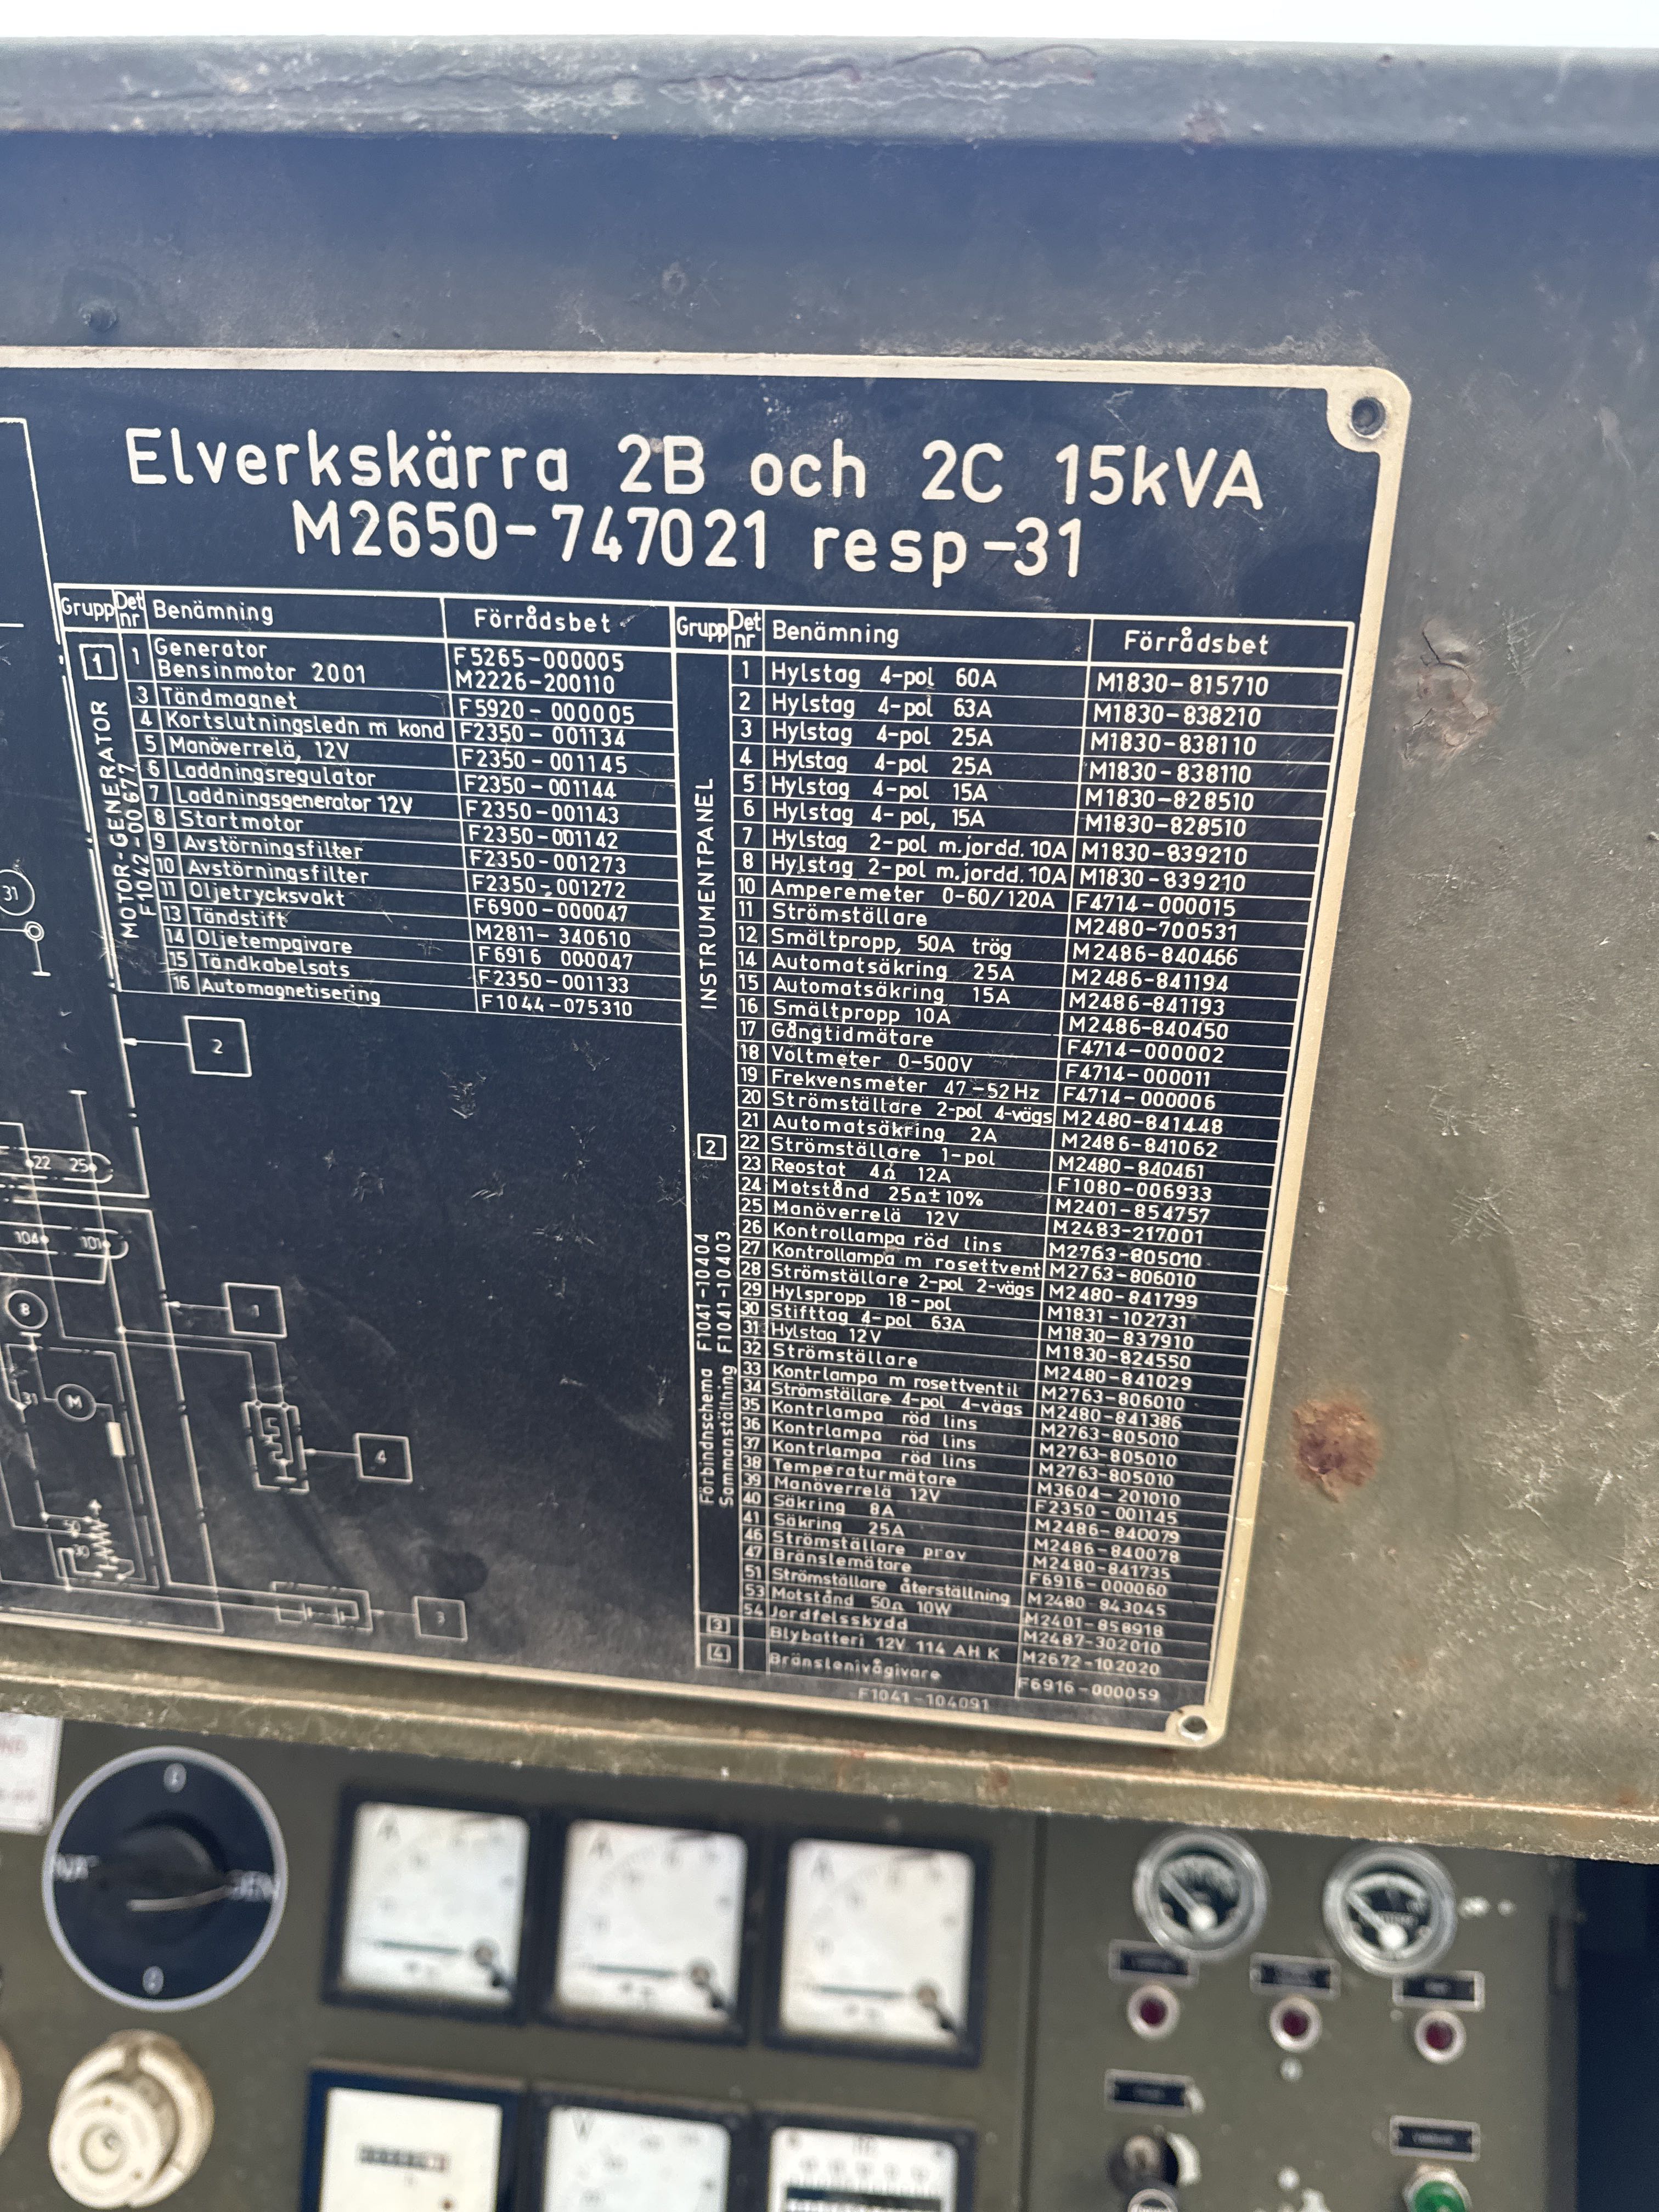 Elverkskärra 2B och 2C 15kVA
M2650-747021 resp-31
Grupp Det nr Benämning Förrådsbet
1 1 Generator F5265-000005
Bensinmotor 2001 M2226-200110
3 Tändmagnet F5920-000005
4 Kortslutningsledn m kond F2350-001134
5 Manöverrelä, 12V F2350-001145
6 Laddningsregulator F2350-001144
7 Laddningsgenerator 12V F2350-001143
8 Startmotor F2350-001142
9 Avstörningsfilter F2350-001273
10 Avstörningsfilter F2350-001272
11 Oljetrycksvakt F6900-000047
13 Tändstift M2811-340610
14 Oljetempgivare F6916 000047
15 Tändkabelsats F2350-001133
16 Automagnetisering F1044-075310
MOTOR-GENERATOR
F1042-00677
Grupp Det nr Benämning Förrådsbet
1 Hylstag 4-pol 60A M1830-815710
2 Hylstag 4-pol 63A M1830-838210
3 Hylstag 4-pol 25A M1830-838110
4 Hylstag 4-pol 25A M1830-838110
5 Hylstag 4-pol 15A M1830-828510
6 Hylstag 4-pol, 15A M1830-828510
7 Hylstag 2-pol m.jordd. 10A M1830-839210
8 Hylstag 2-pol m.jordd. 10A M1830-839210
10 Amperemeter 0-60/120A F4714-000015
11 Strömställare M2480-700531
12 Smältpropp, 50A trög M2486-840466
14 Automatsäkring 25A M2486-841194
15 Automatsäkring 15A M2486-841193
16 Smältpropp 10A M2486-840450
17 Gångtidmätare F4714-000002
18 Voltmeter 0-500V F4714-000011
19 Frekvensmeter 47-52Hz F4714-000006
20 Strömställare 2-pol 4-vägs M2480-841448
21 Automatsäkring 2A M2486-841062
22 Strömställare 1-pol M2480-840461
23 Reostat 4Ω 12A F1080-006933
24 Motstånd 25Ω±10% M2401-854757
25 Manöverrelä 12V M2483-217001
26 Kontrollampa röd lins M2763-805010
27 Kontrollampa m rosettvent M2763-806010
28 Strömställare 2-pol 2-vägs M2480-841799
29 Hylspropp 18-pol M1831-102731
30 Stifttag 4-pol 63A M1830-837910
31 Hylstag 12V M1830-824550
32 Strömställare M2480-841029
33 Kontrlampa m rosettventil M2763-806010
34 Strömställare 4-pol 4-vägs M2480-841386
35 Kontrlampa röd lins M2763-805010
36 Kontrlampa röd lins M2763-805010
37 Kontrlampa röd lins M2763-805010
38 Temperaturmätare M3604-201010
39 Manöverrelä 12V F2350-001145
40 Säkring 8A M2486-840079
41 Säkring 25A M2486-840078
46 Strömställare prov M2480-841735
47 Bränslemätare F6916-000060
51 Strömställare återställning M2480-843045
53 Motstånd 50Ω 10W M2401-858918
54 Jordfelsskydd M2487-302010
3 Blybatteri 12V 114 AH K M2672-102020
4 Bränslenivågivare F6916-000059
F1041-104091
INSTRUMENTPANEL
2
Förbindnschema F1041-10404
Sammanställning F1041-10403
31
2
22 25
104 101
8
1
31 M
4
50
30
3
A A A
V